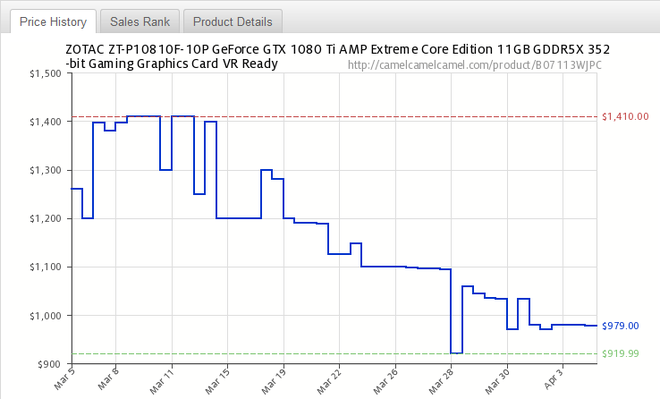 Price History
Sales Rank
Product Details
ZOTAC ZT-P10810F-10P GeForce GTX 1080 Ti AMP Extreme Core Edition 11GB GDDR5X 352
-bit Gaming Graphics Card VR Ready
http://camelcamelcamel.com/product/B07113WJPC
$1,500
$1,400
$1,300
$1,200
$1,100
$1,000
$900
$1,410.00
$979.00
$919.99
Mar 5
Mar 8
Mar 11
Mar 15
Mar 19
Mar 22
Mar 26
Mar 28
Mar 30
Apr 3